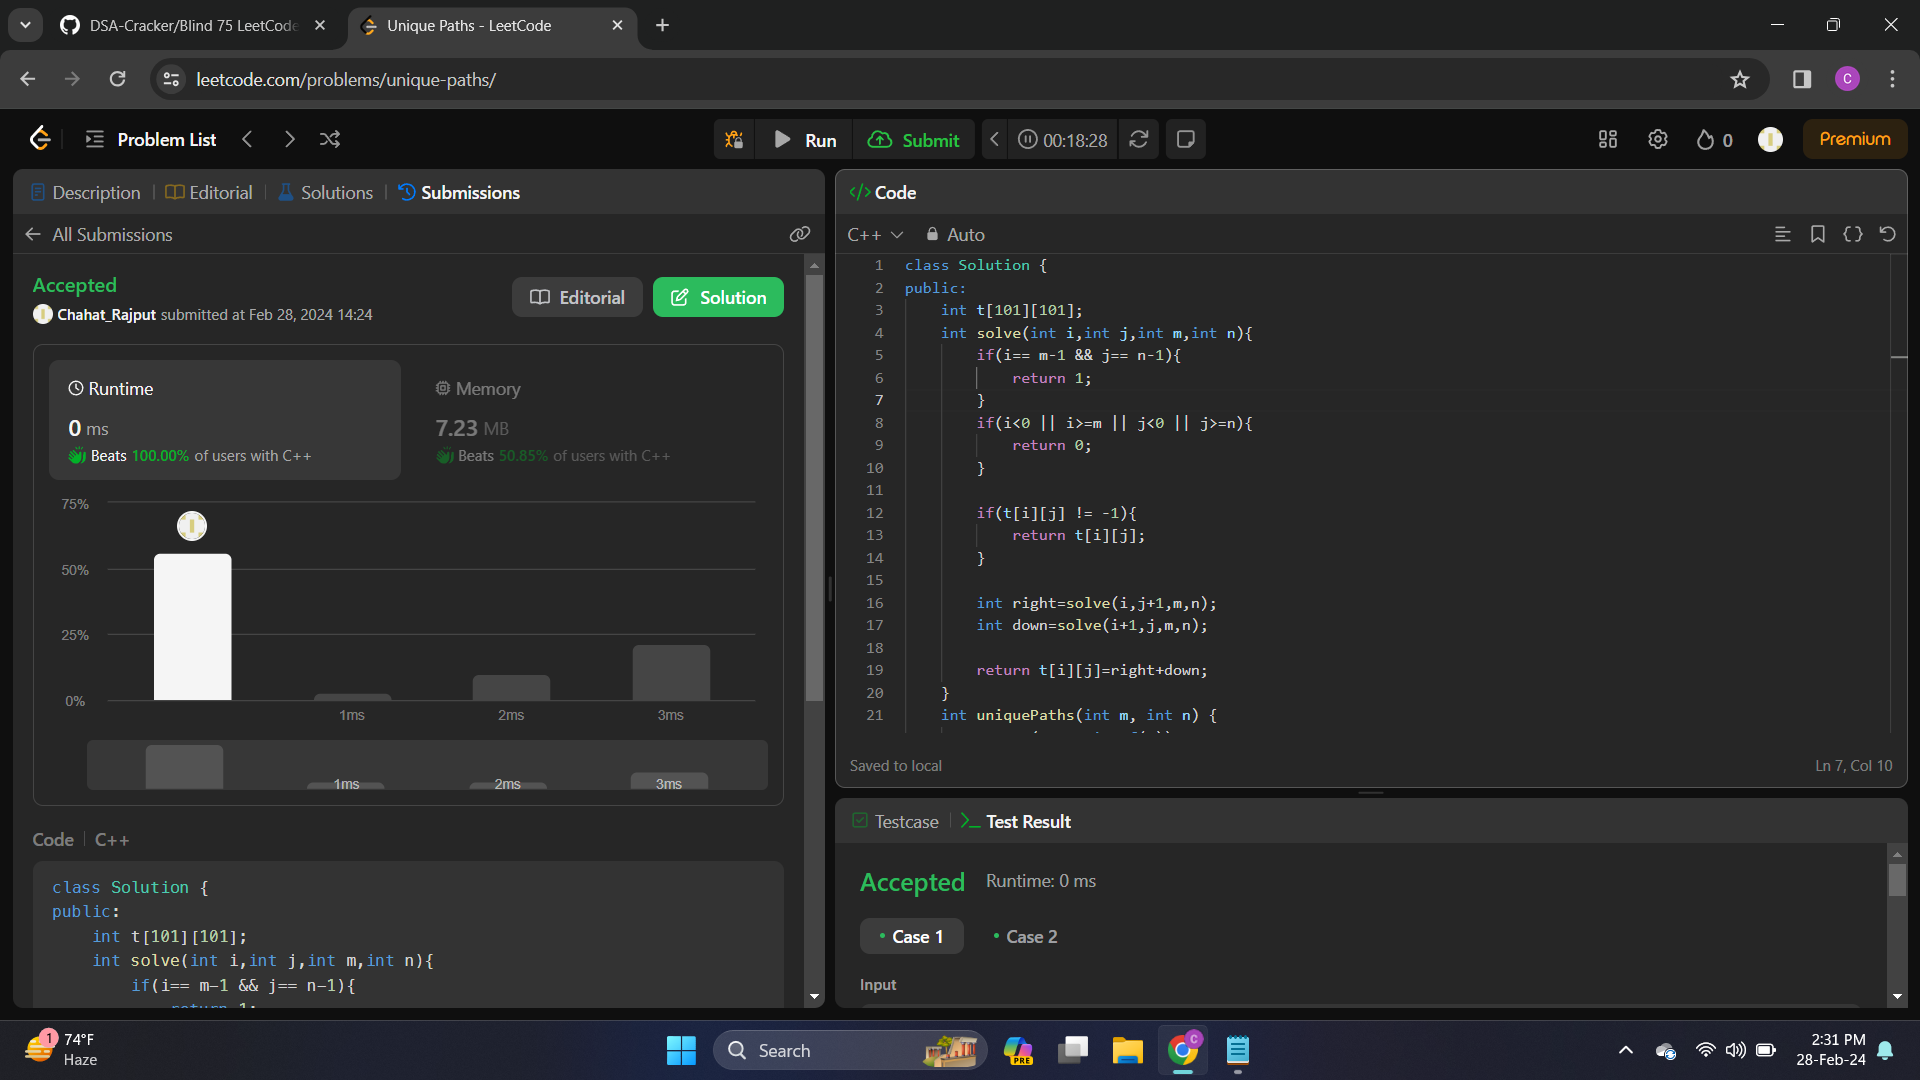 DSA-Cracker/Blind 75 LeetCode
Unique Paths - LeetCode
leetcode.com/problems/unique-paths/
C
Problem List
Run
Submit
00:18:28
0
Premium
Description
Editorial
Solutions
Submissions
All Submissions
Accepted
Chahat_Rajput submitted at Feb 28, 2024 14:24
Editorial
Solution
Runtime
0 ms
Beats 100.00% of users with C++
Memory
7.23 MB
Beats 50.85% of users with C++
75%
50%
25%
0%
1ms
2ms
3ms
1ms
2ms
3ms
Code
C++
class Solution {
public:
int t[101][101];
int solve(int i,int j,int m,int n){
if(i== m-1 && j== n-1){
</> Code
C++
Auto
1 class Solution {
2 public:
3 int t[101][101];
4 int solve(int i,int j,int m,int n){
5 if(i== m-1 && j== n-1){
6 return 1;
7 }
8 if(i<0 || i>=m || j<0 || j>=n){
9 return 0;
10 }
11
12 if(t[i][j] != -1){
13 return t[i][j];
14 }
15
16 int right=solve(i,j+1,m,n);
17 int down=solve(i+1,j,m,n);
18
19 return t[i][j]=right+down;
20 }
21 int uniquePaths(int m, int n) {
Saved to local
Ln 7, Col 10
Testcase
Test Result
Accepted
Runtime: 0 ms
Case 1
Case 2
Input
1
74°F
Haze
Search
PRE
C
2:31 PM
28-Feb-24